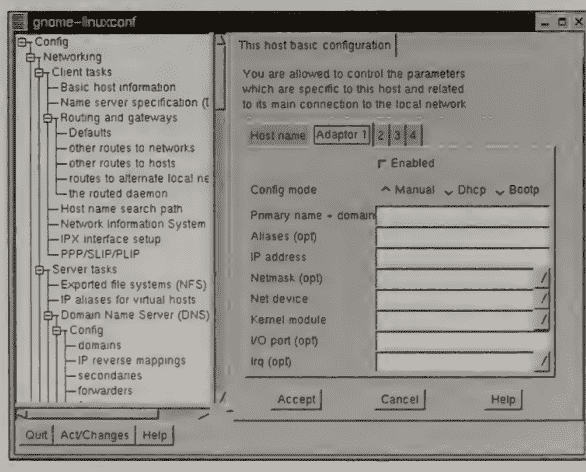 gnome-linuxconf
Config
Networking
Client tasks
Basic host information
Name server specification (D
Routing and gateways
Defaults
other routes to networks
other routes to hosts
routes to alternate local ne
the routed daemon
Host name search path
Network Information System
IPX interface setup
PPP/SLIP/PLIP
Server tasks
Exported file systems (NFS)
IP aliases for virtual hosts
Domain Name Server (DNS)
Config
domains
IP reverse mappings
secondaries
forwarders
Quit Act/Changes Help
This host basic configuration
You are allowed to control the parameters
which are specific to this host and related
to its main connection to the local network
Host name Adaptor 1 2 3 4
Enabled
Config mode Manual Dhcp Bootp
Primary name + domain
Aliases (opt)
IP address
Netmask (opt)
Net device
Kernel module
I/O port (opt)
Irq (opt)
Accept Cancel Help